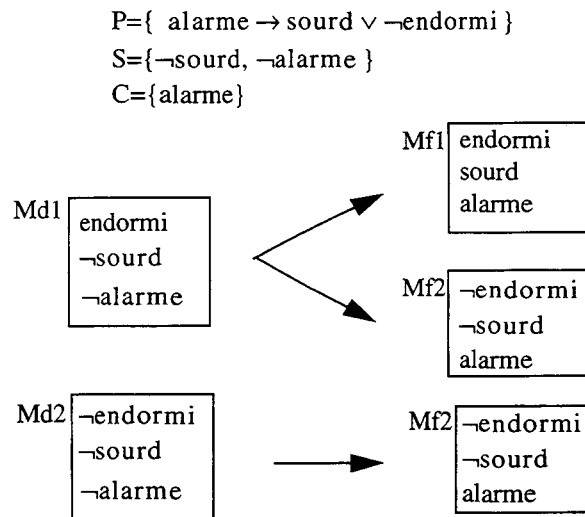 P={ alarme → sourd ∨ ¬endormi }
S={¬sourd, ¬alarme }
C={alarme}
Mf1
endormi
sourd
alarme
Md1
endormi
¬sourd
¬alarme
Mf2
¬endormi
¬sourd
alarme
Md2
¬endormi
¬sourd
¬alarme
Mf2
¬endormi
¬sourd
alarme